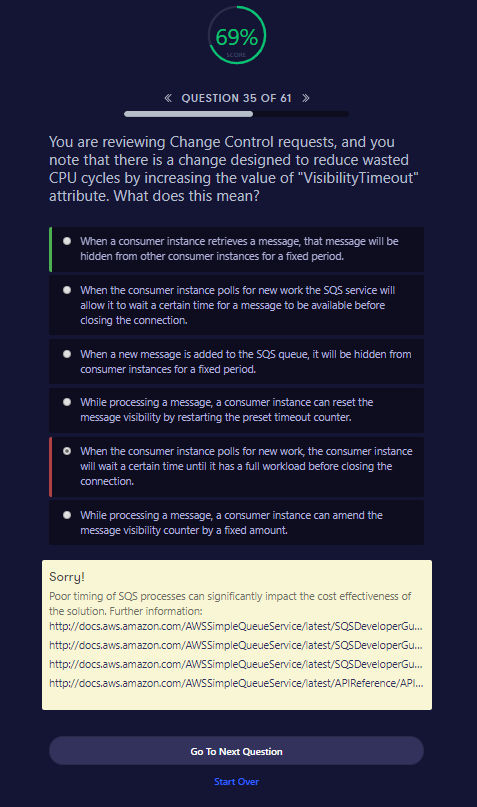 69%
SCORE
« QUESTION 35 OF 61 »
You are reviewing Change Control requests, and you
note that there is a change designed to reduce wasted
CPU cycles by increasing the value of "VisibilityTimeout"
attribute. What does this mean?
When a consumer instance retrieves a message, that message will be
hidden from other consumer instances for a fixed period.
When the consumer instance polls for new work the SQS service will
allow it to wait a certain time for a message to be available before
closing the connection.
When a new message is added to the SQS queue, it will be hidden from
consumer instances for a fixed period.
While processing a message, a consumer instance can reset the
message visibility by restarting the preset timeout counter.
When the consumer instance polls for new work, the consumer instance
will wait a certain time until it has a full workload before closing the
connection.
While processing a message, a consumer instance can amend the
message visibility counter by a fixed amount.
Sorry!
Poor timing of SQS processes can significantly impact the cost effectiveness of
the solution. Further information:
http://docs.aws.amazon.com/AWSSimpleQueueService/latest/SQSDeveloperGu...
http://docs.aws.amazon.com/AWSSimpleQueueService/latest/SQSDeveloperGu...
http://docs.aws.amazon.com/AWSSimpleQueueService/latest/SQSDeveloperGu...
http://docs.aws.amazon.com/AWSSimpleQueueService/latest/APIReference/API...
Go To Next Question
Start Over